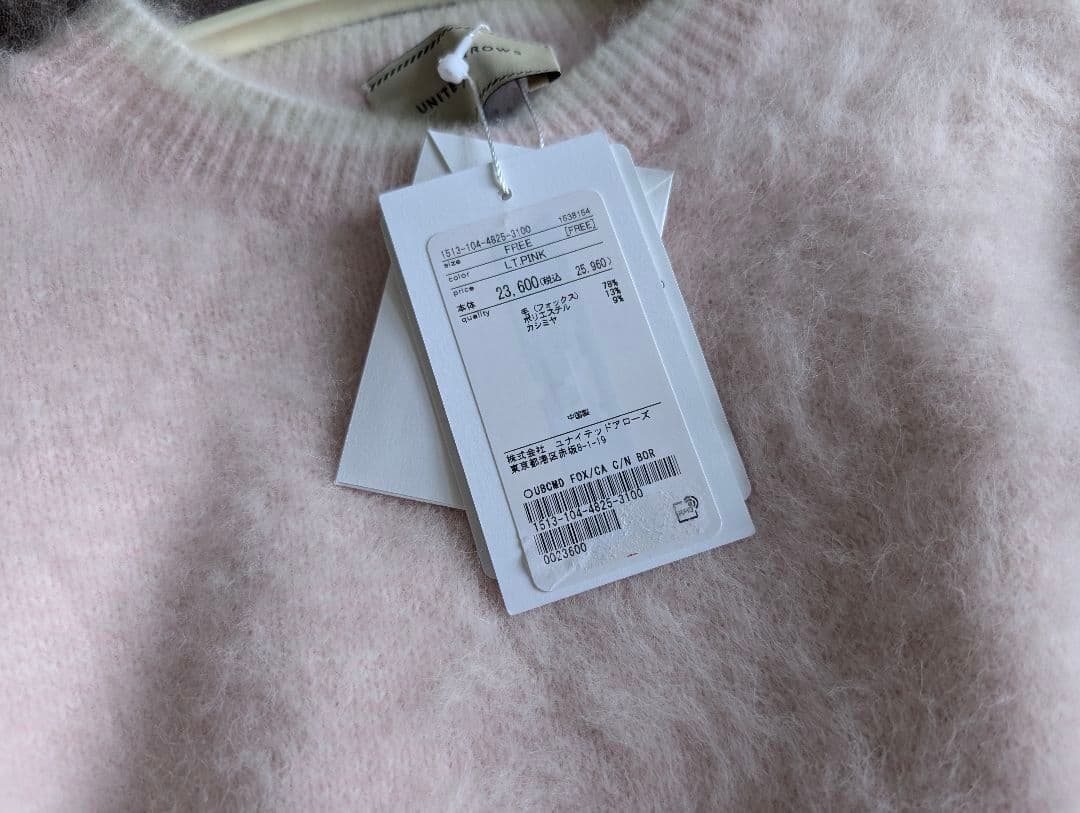 UNITED ARROWS
1513-104-4825-3100 1538154
size FREE [FREE]
color LT.PINK
price
本体 23,600(税込 25,960)
quality 毛(フォックス) 78%
ポリエステル 13%
カシミヤ 9%
中国製
株式会社 ユナイテッドアローズ
東京都港区赤坂8-1-19
○UBCMD FOX/CA C/N BOR
1513-104-4825-3100
0023600